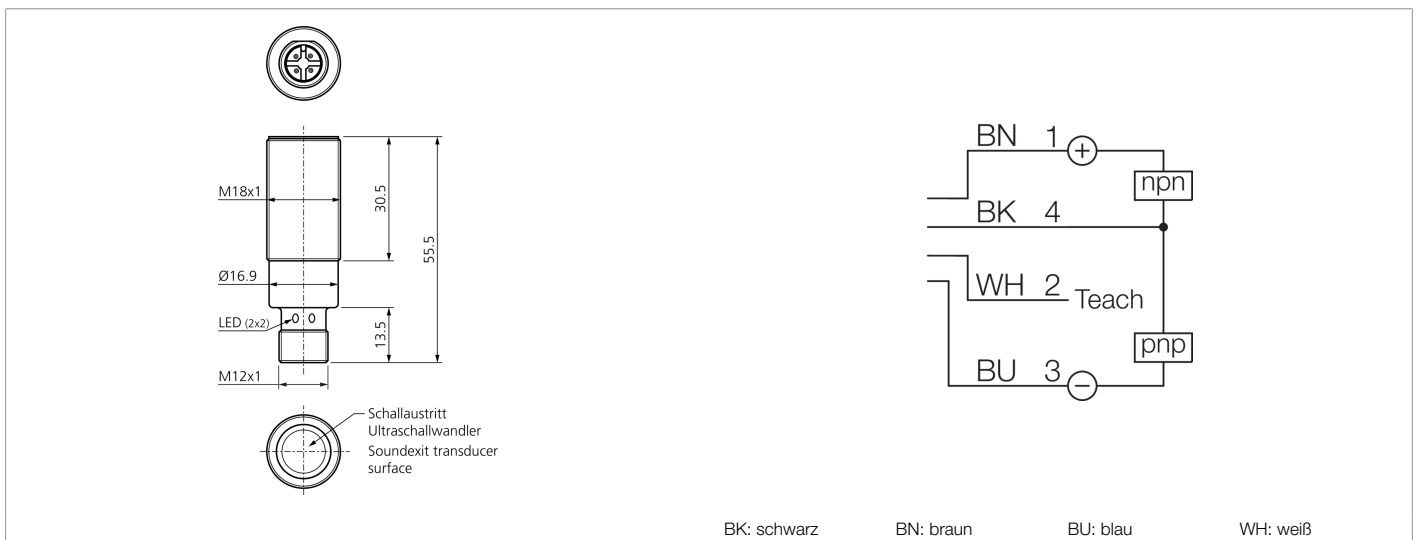 M18x1
30.5
55.5
Ø16.9
LED (2x2)
13.5
M12x1
Schallaustritt
Ultraschallwandler
Soundexit transducer
surface
BN 1 +
npn
BK 4
WH 2 Teach
pnp
BU 3 −
BK: schwarz BN: braun BU: blau WH: weiß